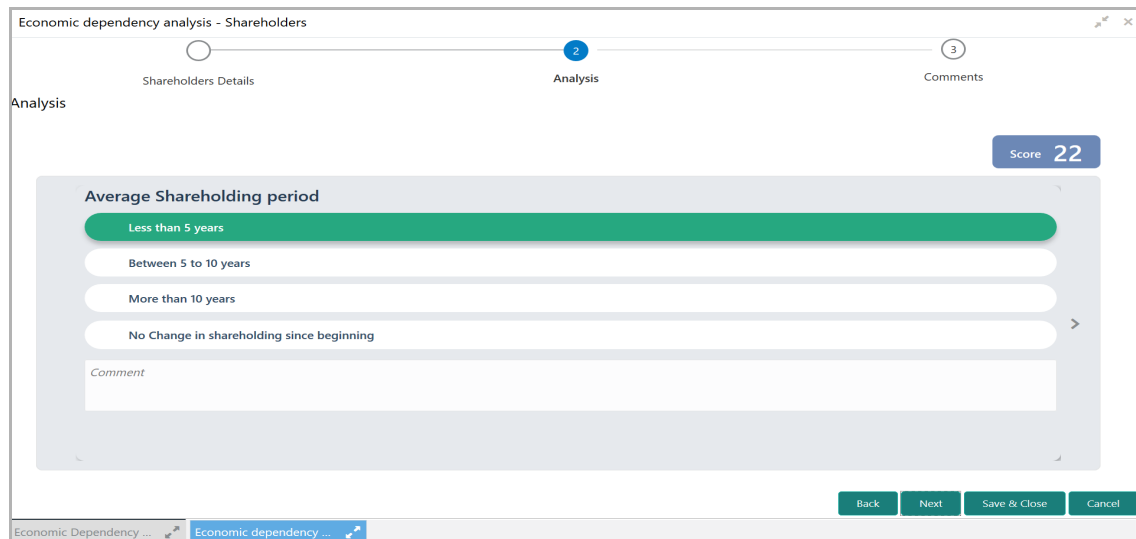 Economic dependency analysis - Shareholders
2
3
Shareholders Details
Analysis
Comments
Analysis
Score 22
Average Shareholding period
Less than 5 years
Between 5 to 10 years
More than 10 years
No Change in shareholding since beginning
Comment
Back
Next
Save & Close
Cancel
Economic Dependency ...
Economic dependency ...